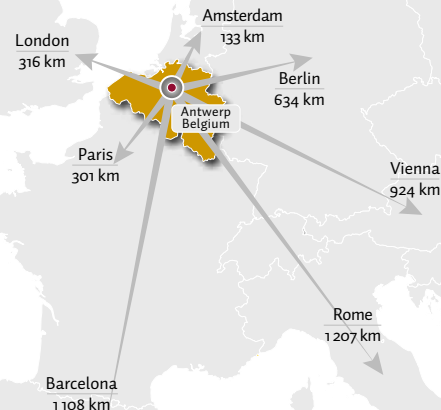 Amsterdam
133 km
London
316 km
Berlin
634 km
Antwerp
Belgium
Paris
301 km
Vienna
924 km
Rome
1 207 km
Barcelona
1 108 km